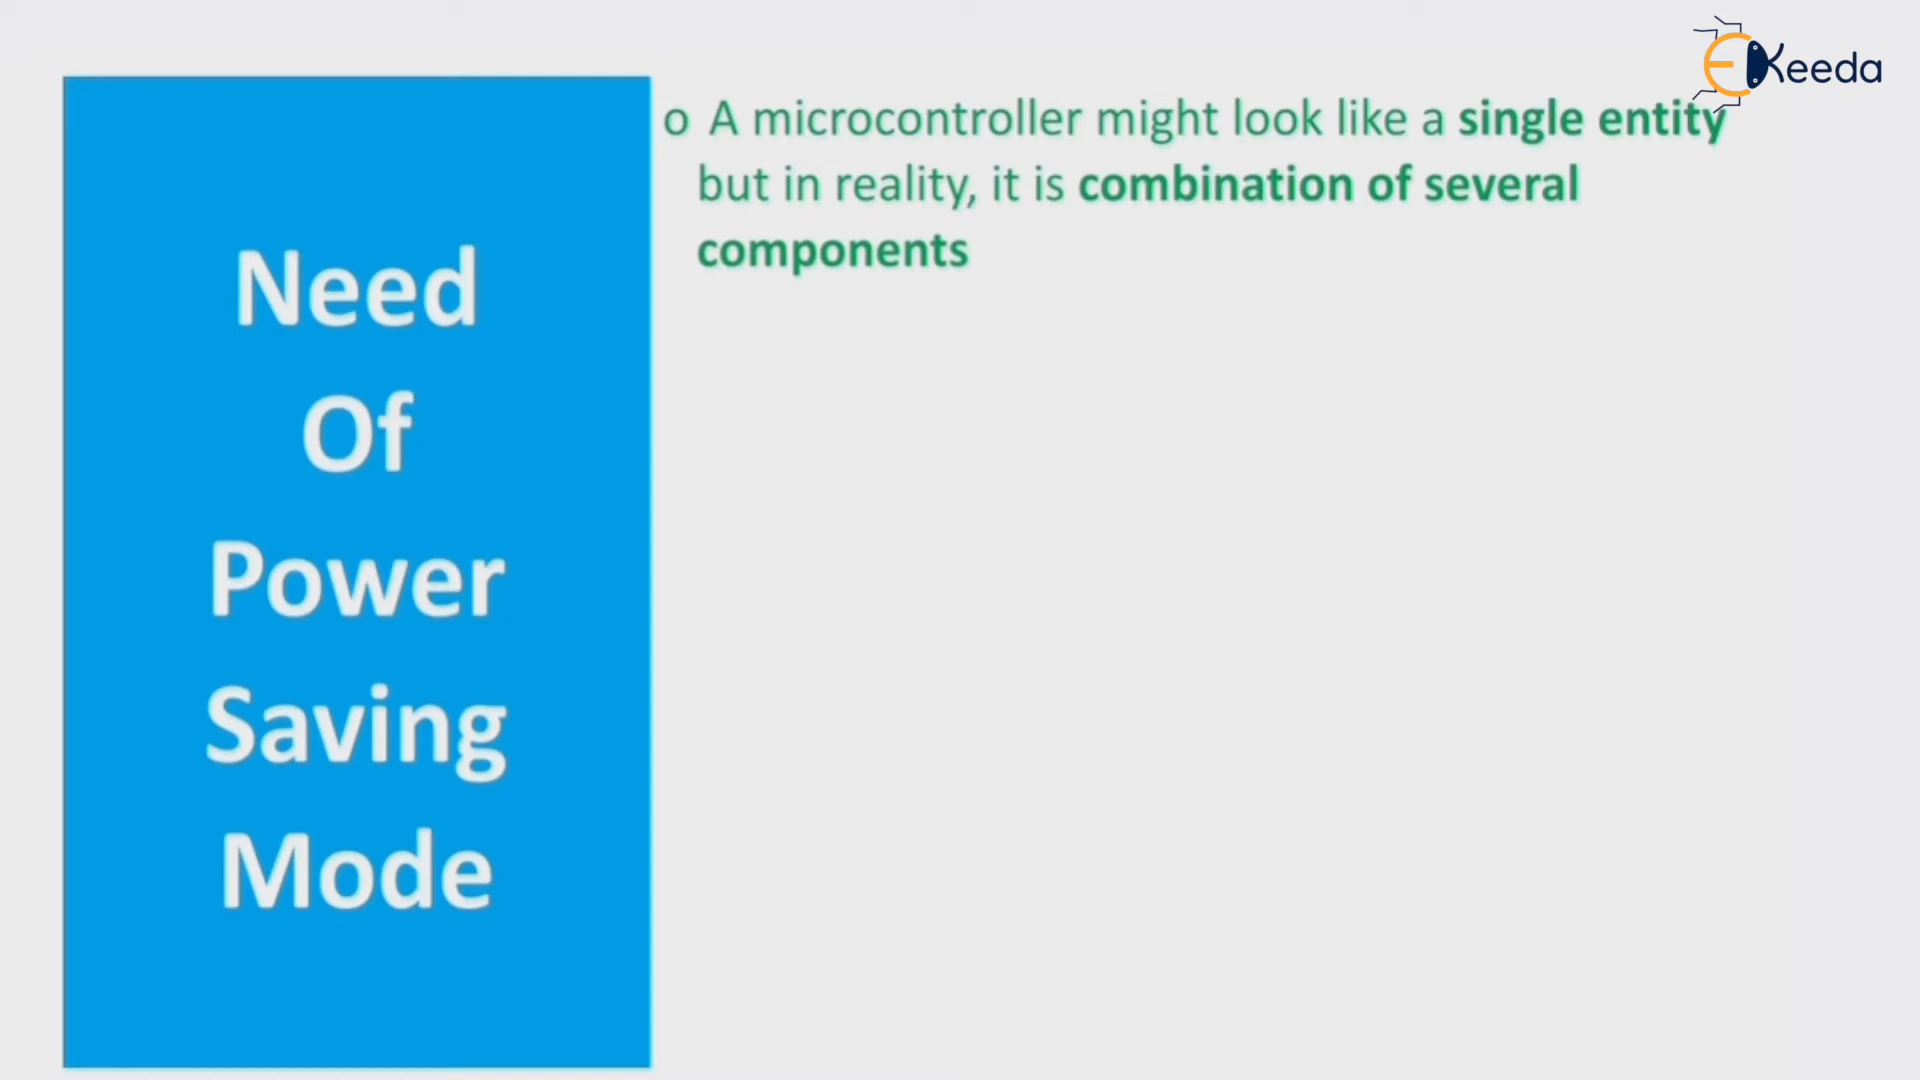 EKeeda
Need
Of
Power
Saving
Mode
o A microcontroller might look like a single entity
but in reality, it is combination of several
components